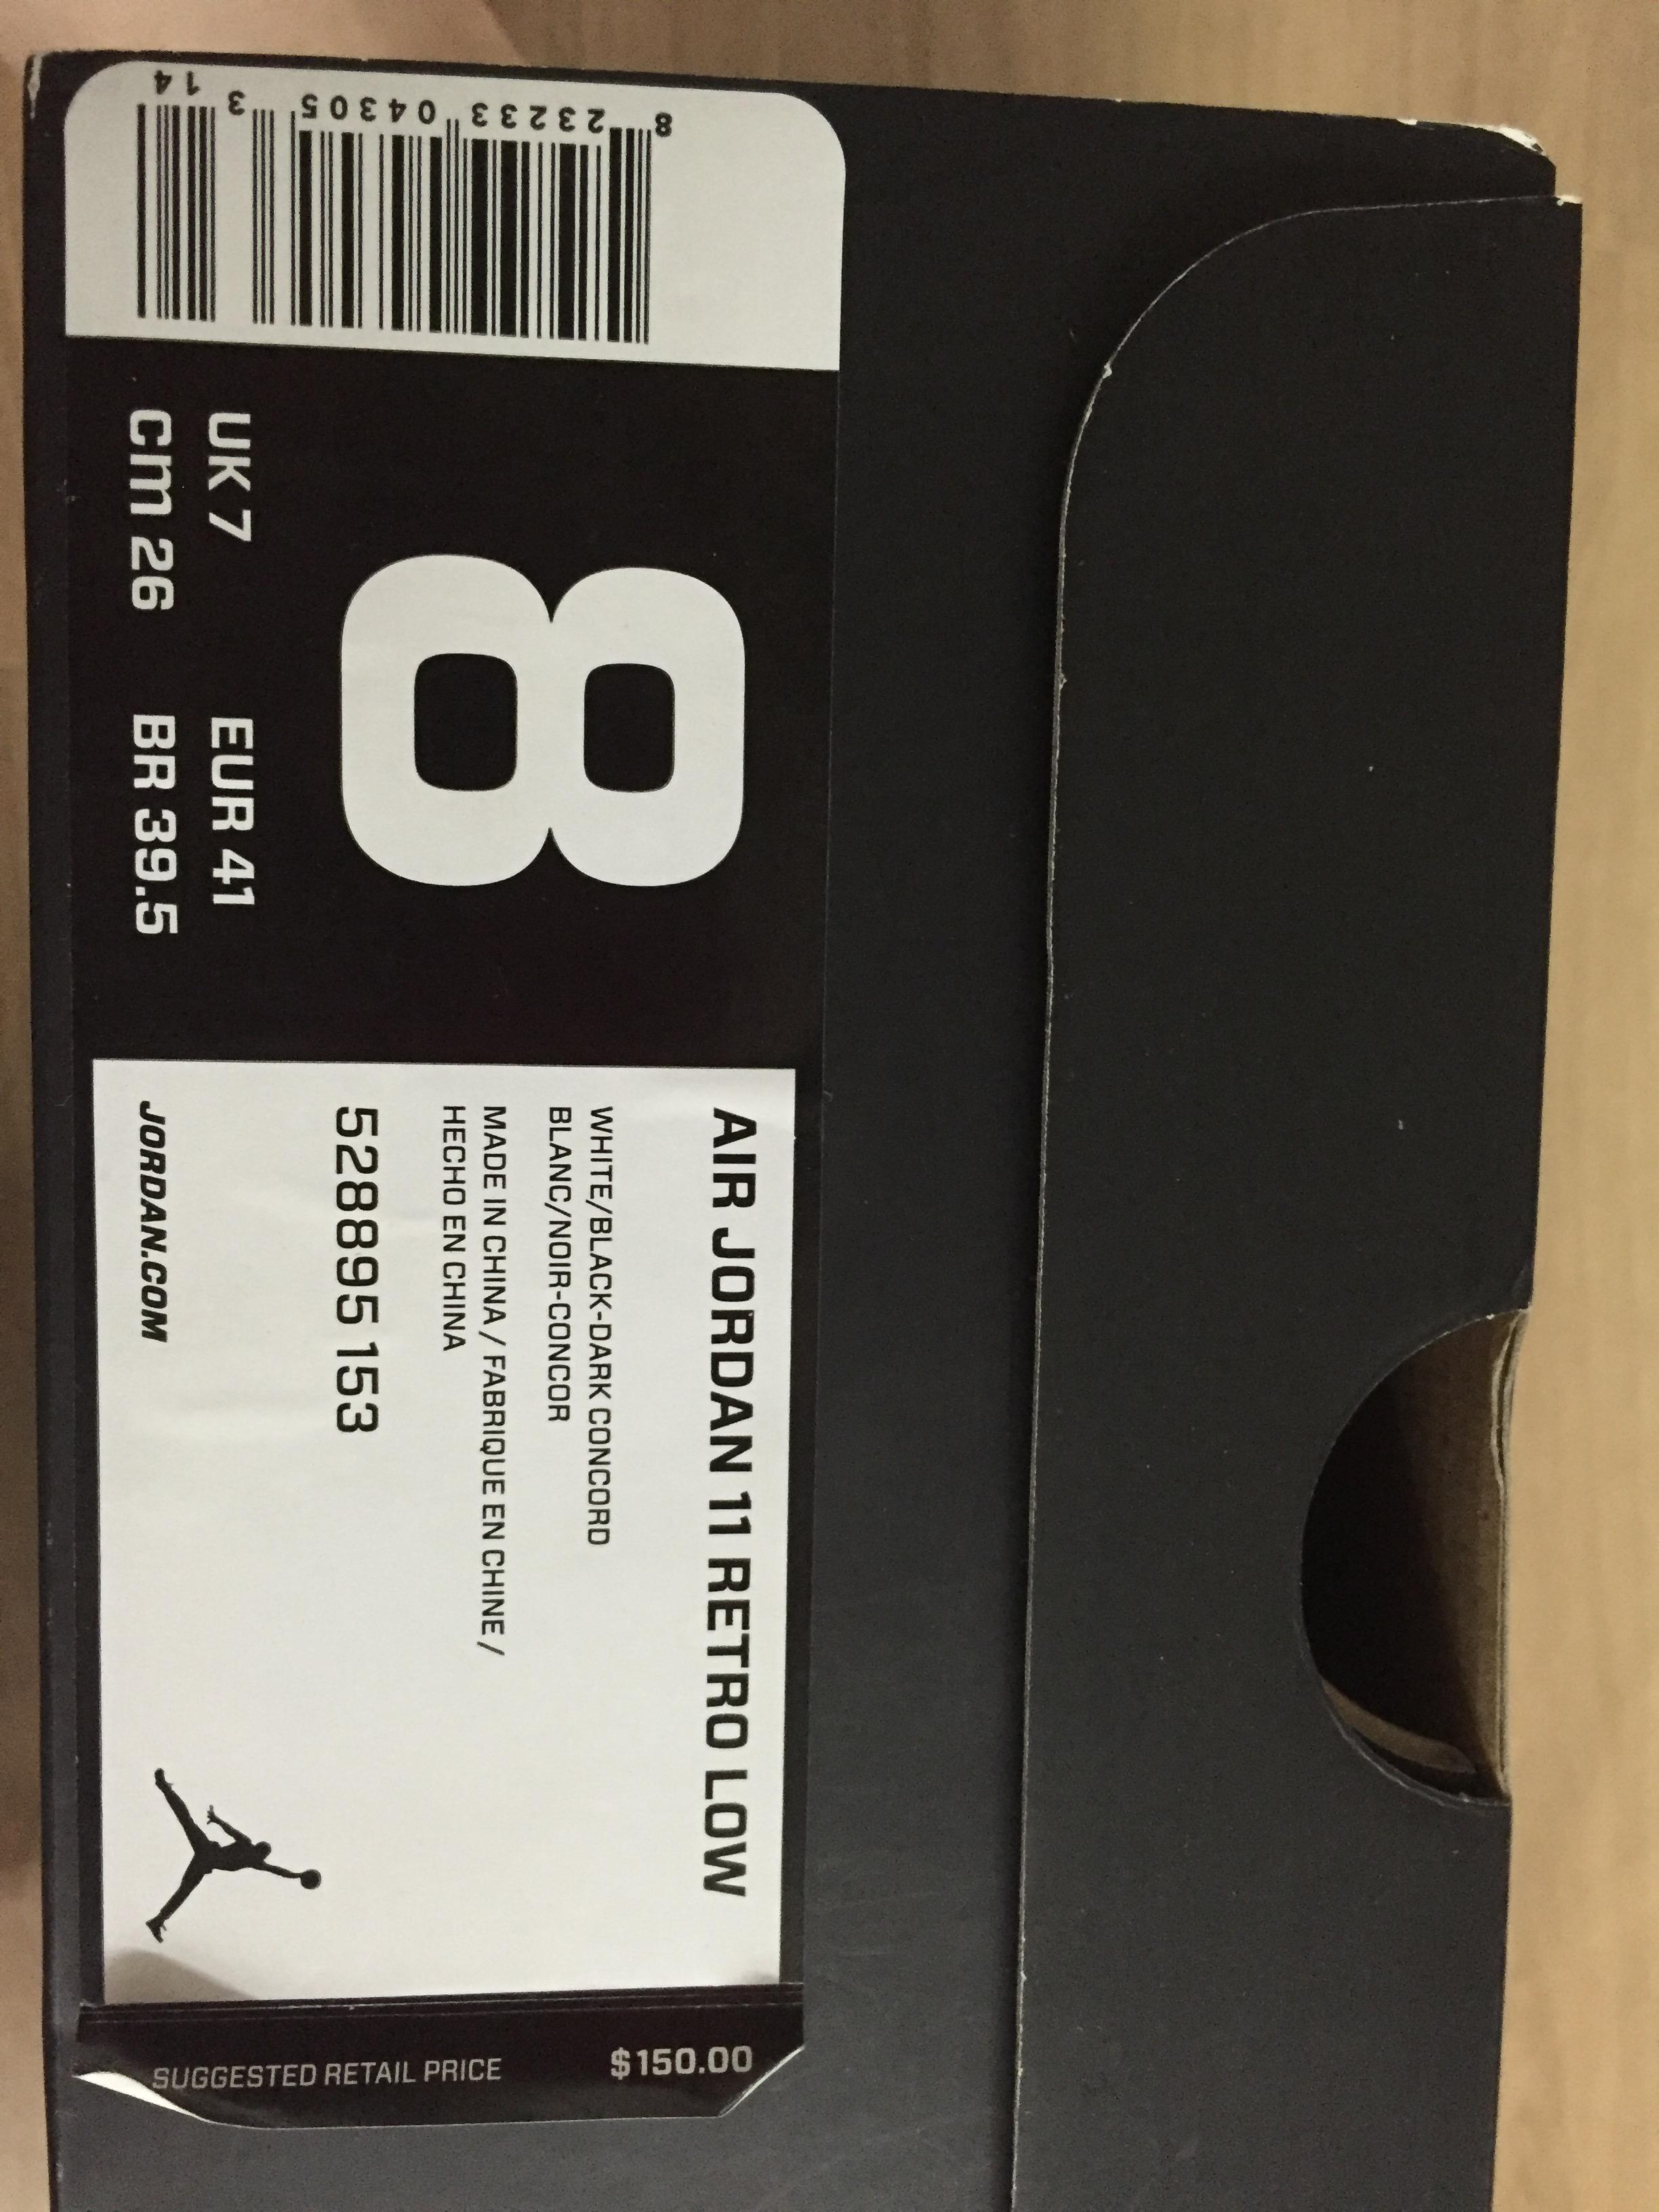 AIR JORDAN 11 RETRO LOW
WHITE/BLACK-DARK CONCORD
BLANC/NOIR-CONCOR
MADE IN CHINA / FABRIQUE EN CHINE /
HECHO EN CHINA
528895 153
JORDAN.COM
8
UK 7 EUR 41
cm 26 BR 39.5
8 23233 04305 3 14
SUGGESTED RETAIL PRICE $150.00